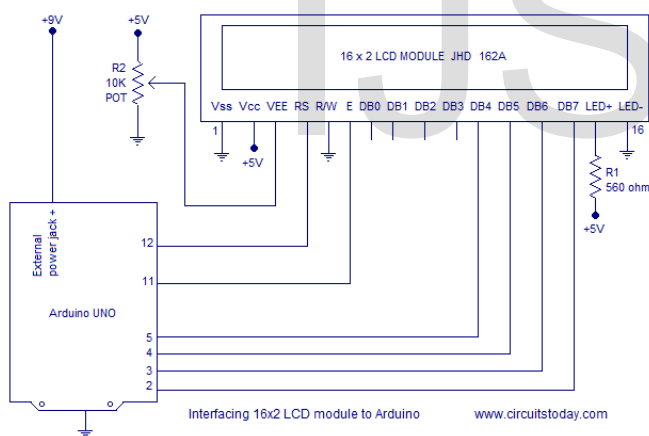 IJS
+9V
+5V
R2
10K
POT
16 x 2 LCD MODULE JHD 162A
Vss Vcc VEE RS R/W E DB0 DB1 DB2 DB3 DB4 DB5 DB6 DB7 LED+ LED-
1
16
+5V
R1
560 ohm
+5V
External
power jack +
12
11
Arduino UNO
5
4
3
2
Interfacing 16x2 LCD module to Arduino
www.circuitstoday.com